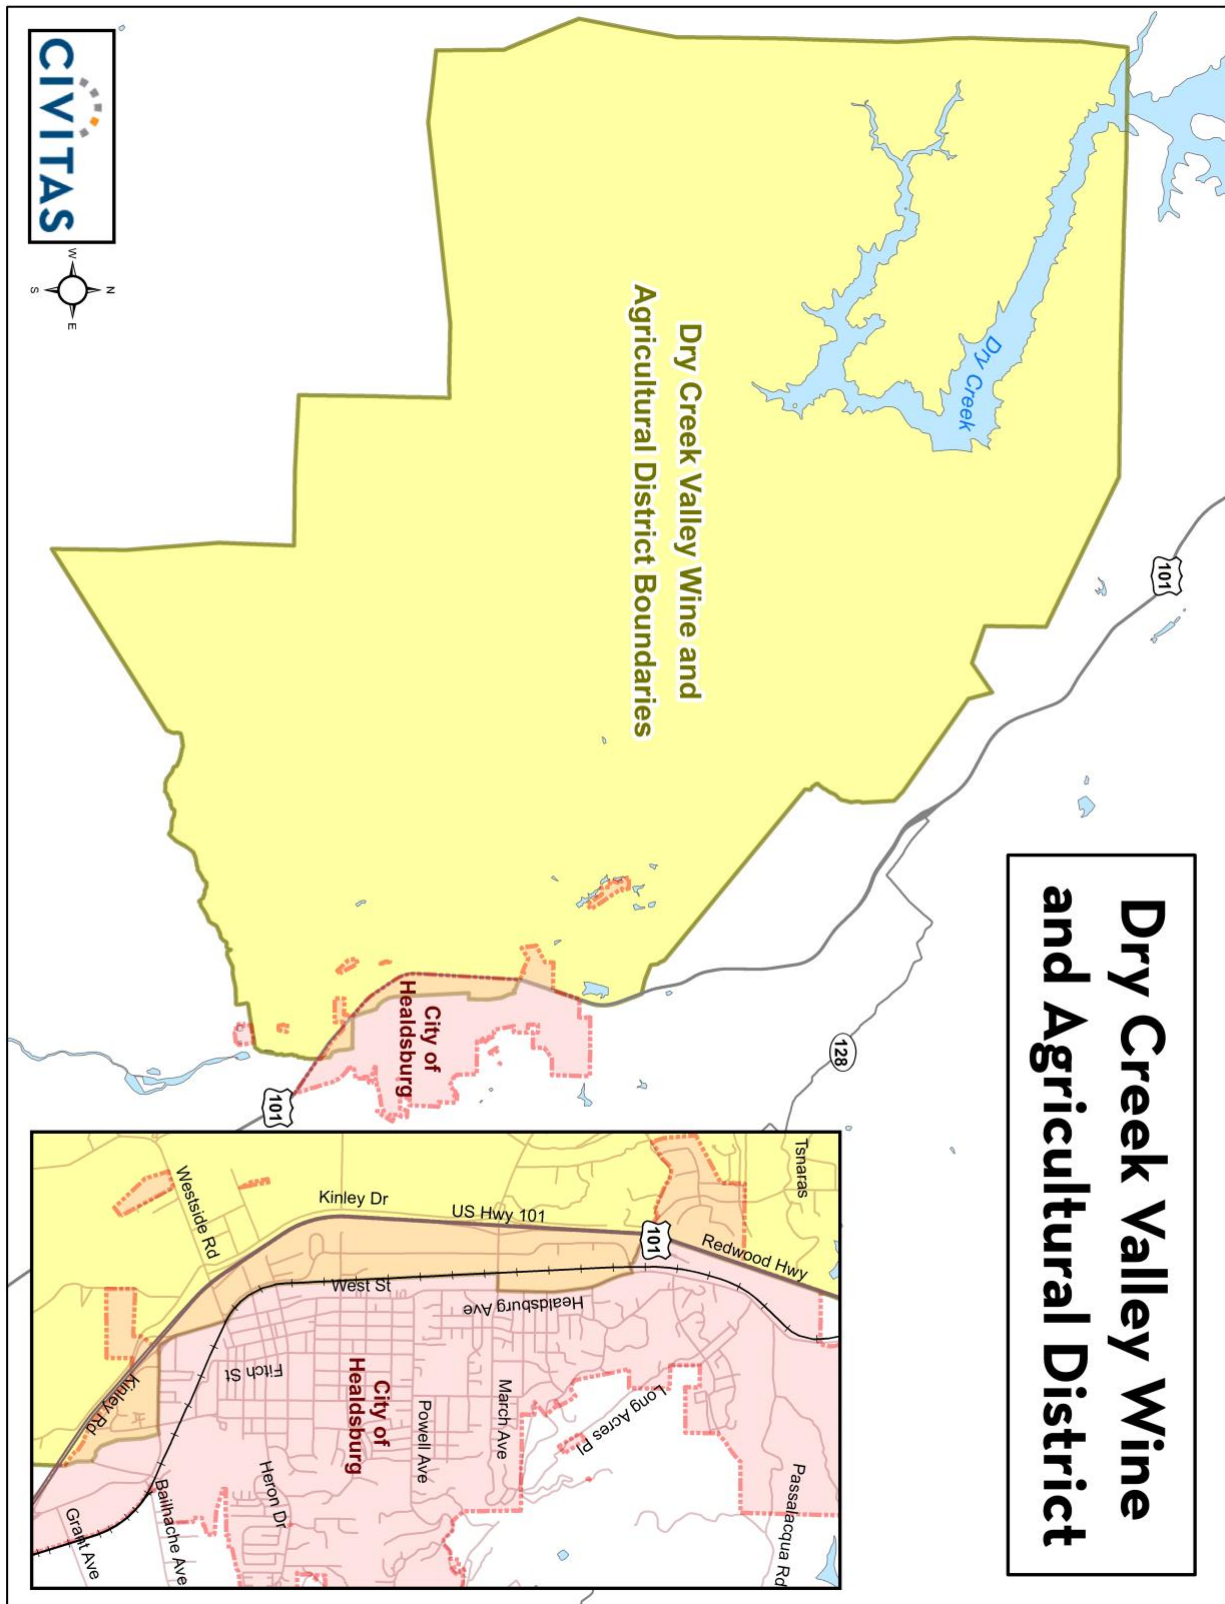 Dry Creek Valley Wine
and Agricultural District
Dry Creek
101
128
Dry Creek Valley Wine and
Agricultural District Boundaries
City of
Healdsburg
101
CIVITAS
N
W
E
S
Tsnaras
Redwood Hwy
101
US Hwy 101
Kinley Dr
Westside Rd
West St
Healdsburg Ave
Fitch St
City of
Healdsburg
Powell Ave
March Ave
Long Acres Pl
Passalacqua Rd
Kinley Rd
Heron Dr
Bailhache Ave
Grant Ave